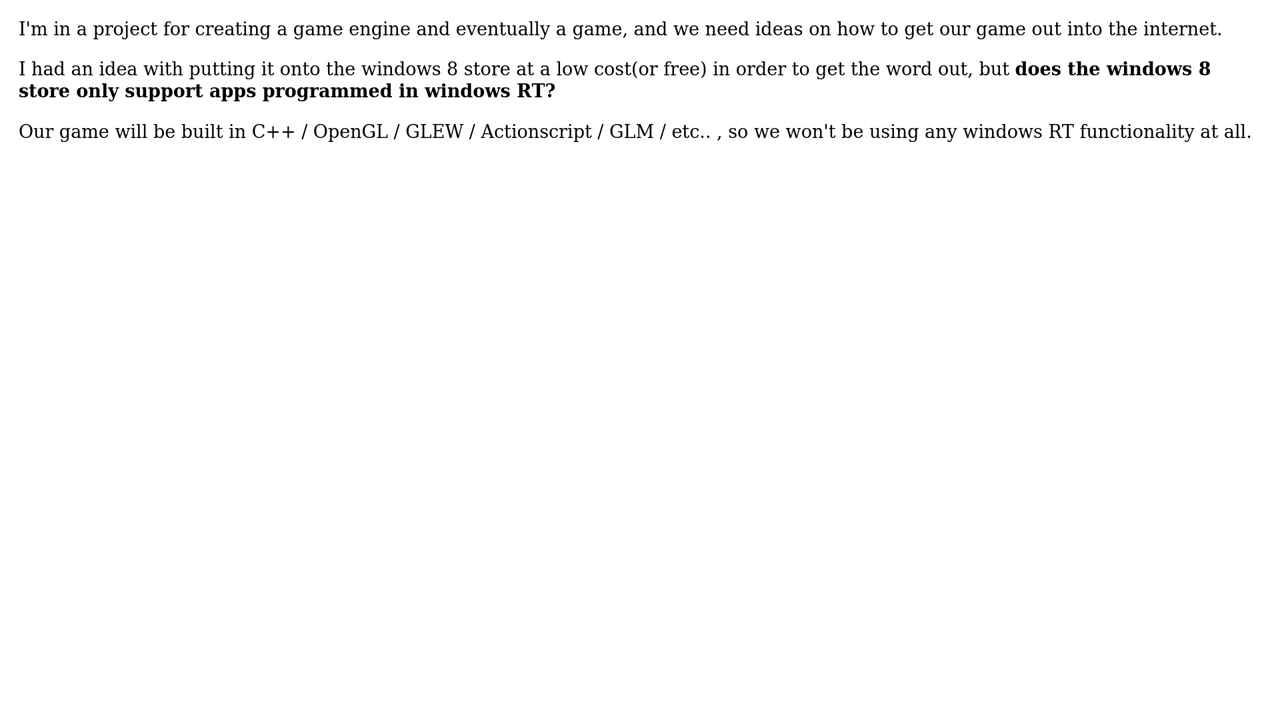 I'm in a project for creating a game engine and eventually a game, and we need ideas on how to get our game out into the internet.
I had an idea with putting it onto the windows 8 store at a low cost(or free) in order to get the word out, but does the windows 8
store only support apps programmed in windows RT?
Our game will be built in C++ / OpenGL / GLEW / Actionscript / GLM / etc.. , so we won't be using any windows RT functionality at all.